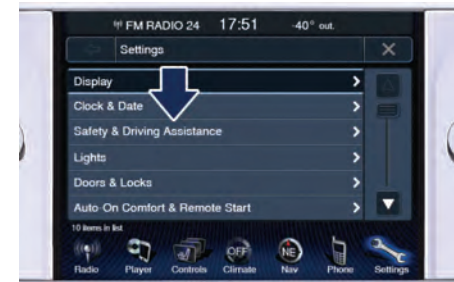 FM RADIO 24 17:51 -40° out.
Settings
Display
Clock & Date
Safety & Driving Assistance
Lights
Doors & Locks
Auto-On Comfort & Remote Start
10 items in list
OFF NE
Radio Player Controls Climate Nav Phone Settings